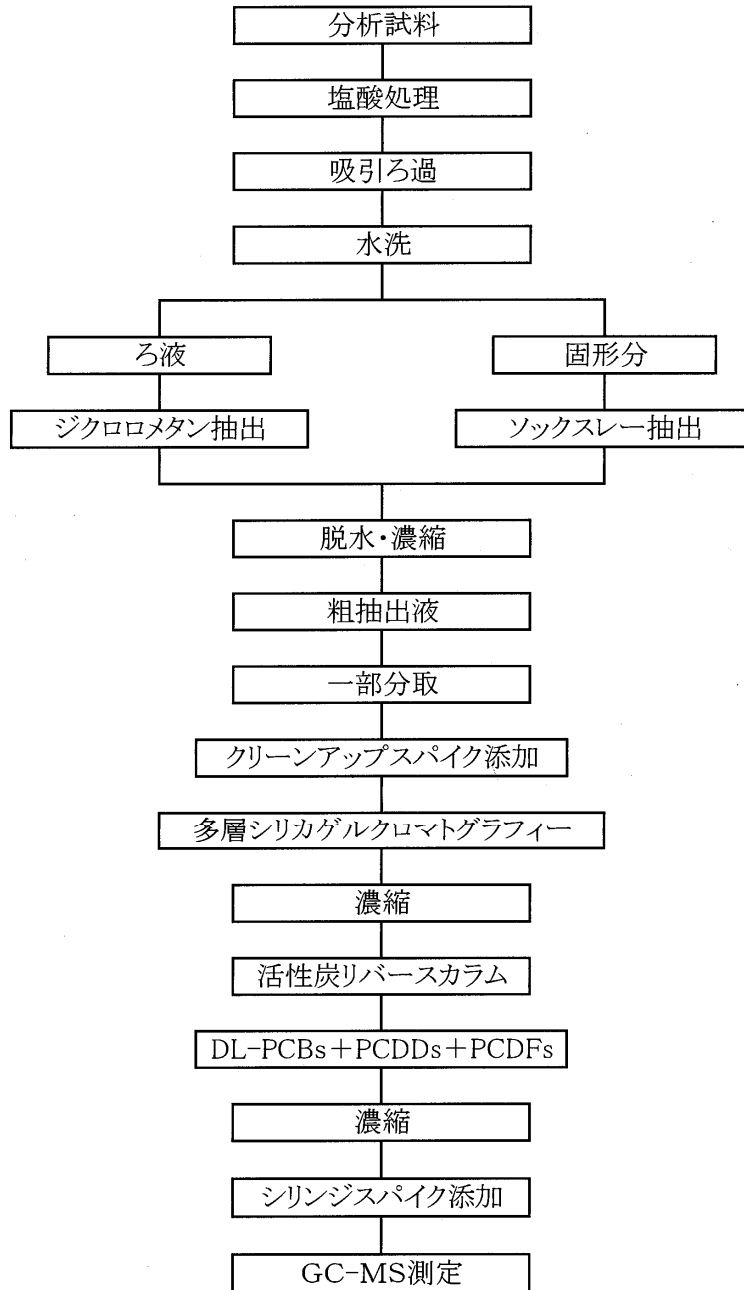 分析試料
塩酸処理
吸引ろ過
水洗
ろ液
固形分
ジクロロメタン抽出
ソックスレー抽出
脱水・濃縮
粗抽出液
一部分取
クリーンアップスパイク添加
多層シリカゲルクロマトグラフィー
濃縮
活性炭リバースカラム
DL-PCBs＋PCDDs＋PCDFs
濃縮
シリンジスパイク添加
GC-MS測定